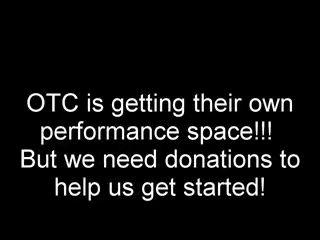 OTC is getting their own
performance space!!!
But we need donations to
help us get started!